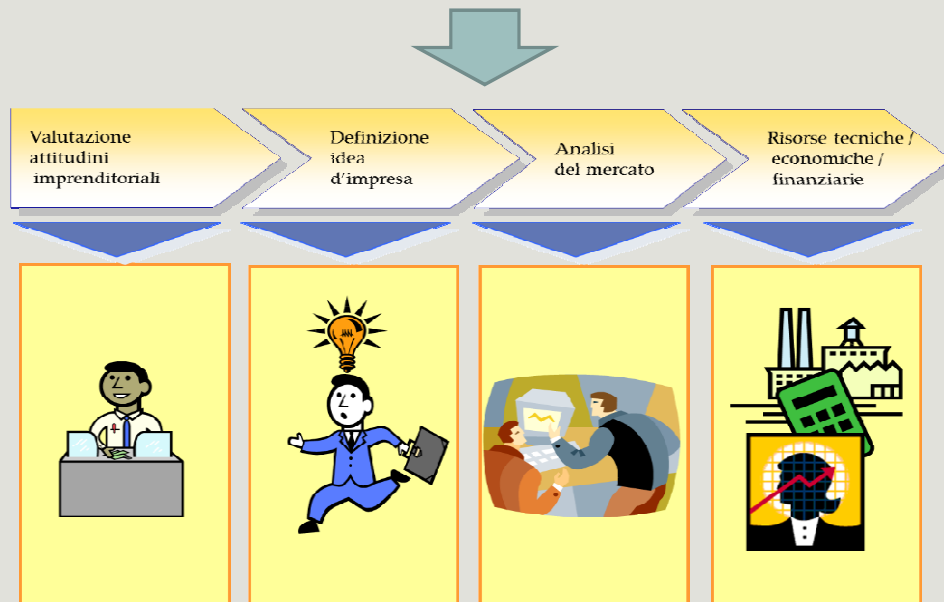 Valutazione
attitudini
imprenditoriali
Definizione
idea
d'impresa
Analisi
del mercato
Risorse tecniche /
economiche /
finanziarie